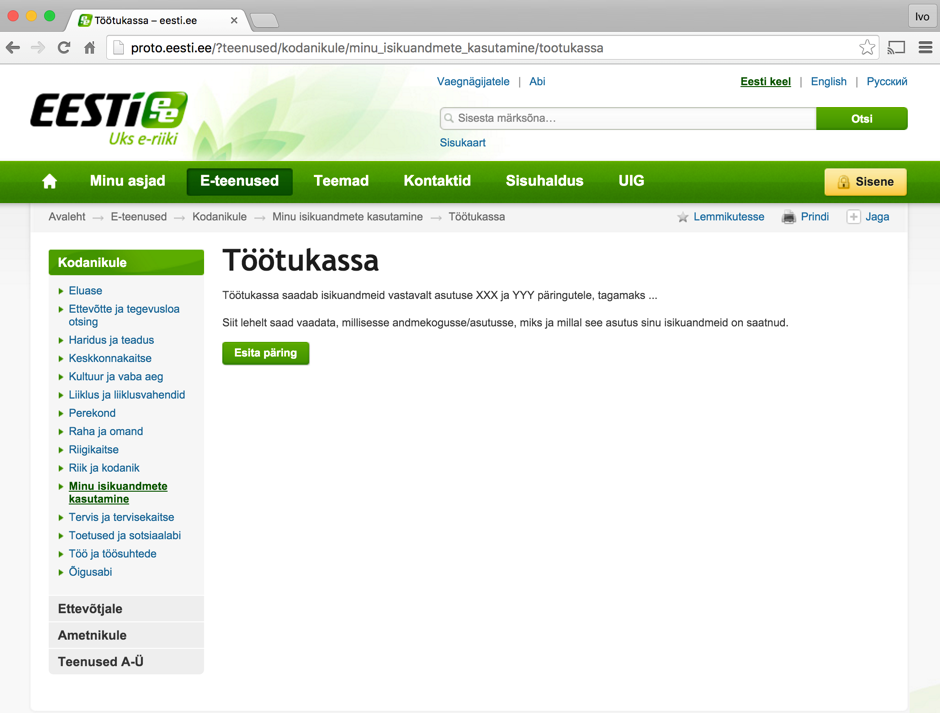 Töötukassa – eesti.ee
Ivo
proto.eesti.ee/?teenused/kodanikule/minu_isikuandmete_kasutamine/tootukassa
Vaegnägijatele | Abi
Eesti keel | English | Русский
EESTi.ee
Uks e-riiki
Sisesta märksõna…
Otsi
Sisukaart
Minu asjad
E-teenused
Teemad
Kontaktid
Sisuhaldus
UIG
Sisene
Avaleht → E-teenused → Kodanikule → Minu isikuandmete kasutamine → Töötukassa
Lemmikutesse
Prindi
Jaga
Kodanikule
Eluase
Ettevõtte ja tegevusloa
otsing
Haridus ja teadus
Keskkonnakaitse
Kultuur ja vaba aeg
Liiklus ja liiklusvahendid
Perekond
Raha ja omand
Riigikaitse
Riik ja kodanik
Minu isikuandmete
kasutamine
Tervis ja tervisekaitse
Toetused ja sotsiaalabi
Töö ja töösuhtede
Õigusabi
Ettevõtjale
Ametnikule
Teenused A-Ü
Töötukassa
Töötukassa saadab isikuandmeid vastavalt asutuse XXX ja YYY päringutele, tagamaks ...
Siit lehelt saad vaadata, millisesse andmekogusse/asutusse, miks ja millal see asutus sinu isikuandmeid on saatnud.
Esita päring